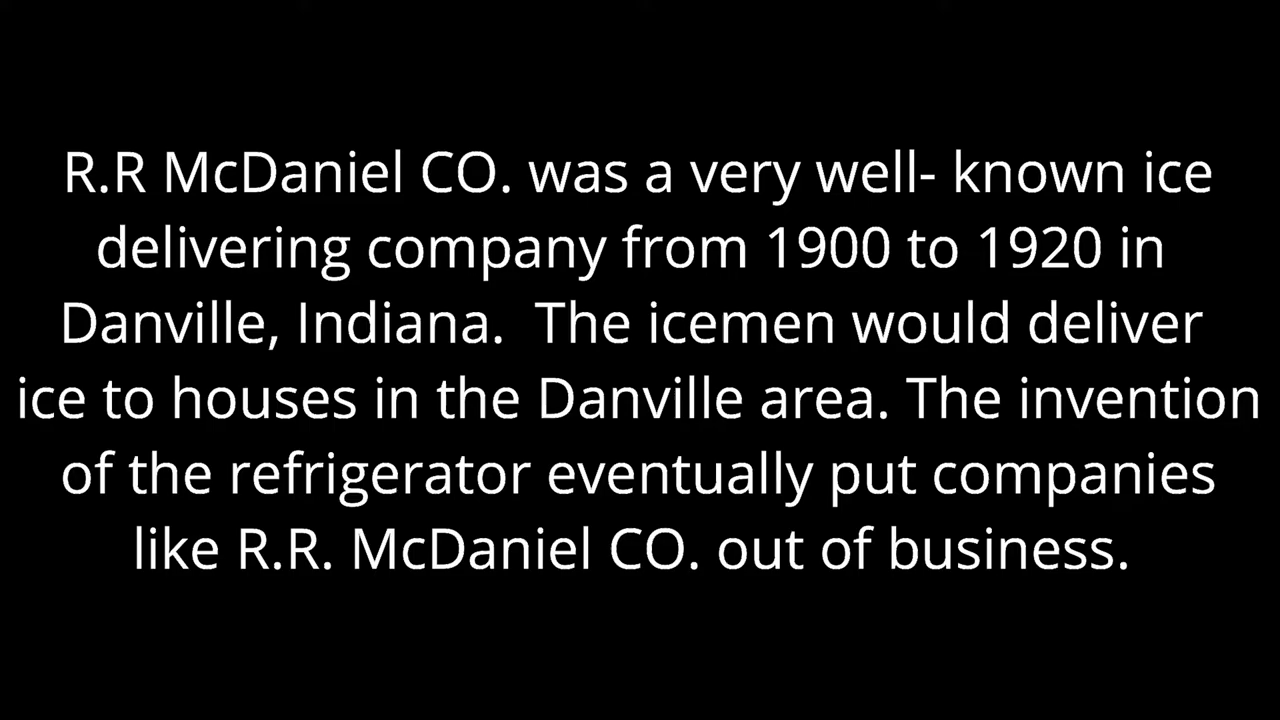 R.R McDaniel CO. was a very well- known ice
delivering company from 1900 to 1920 in
Danville, Indiana.  The icemen would deliver
ice to houses in the Danville area. The invention
of the refrigerator eventually put companies
like R.R. McDaniel CO. out of business.